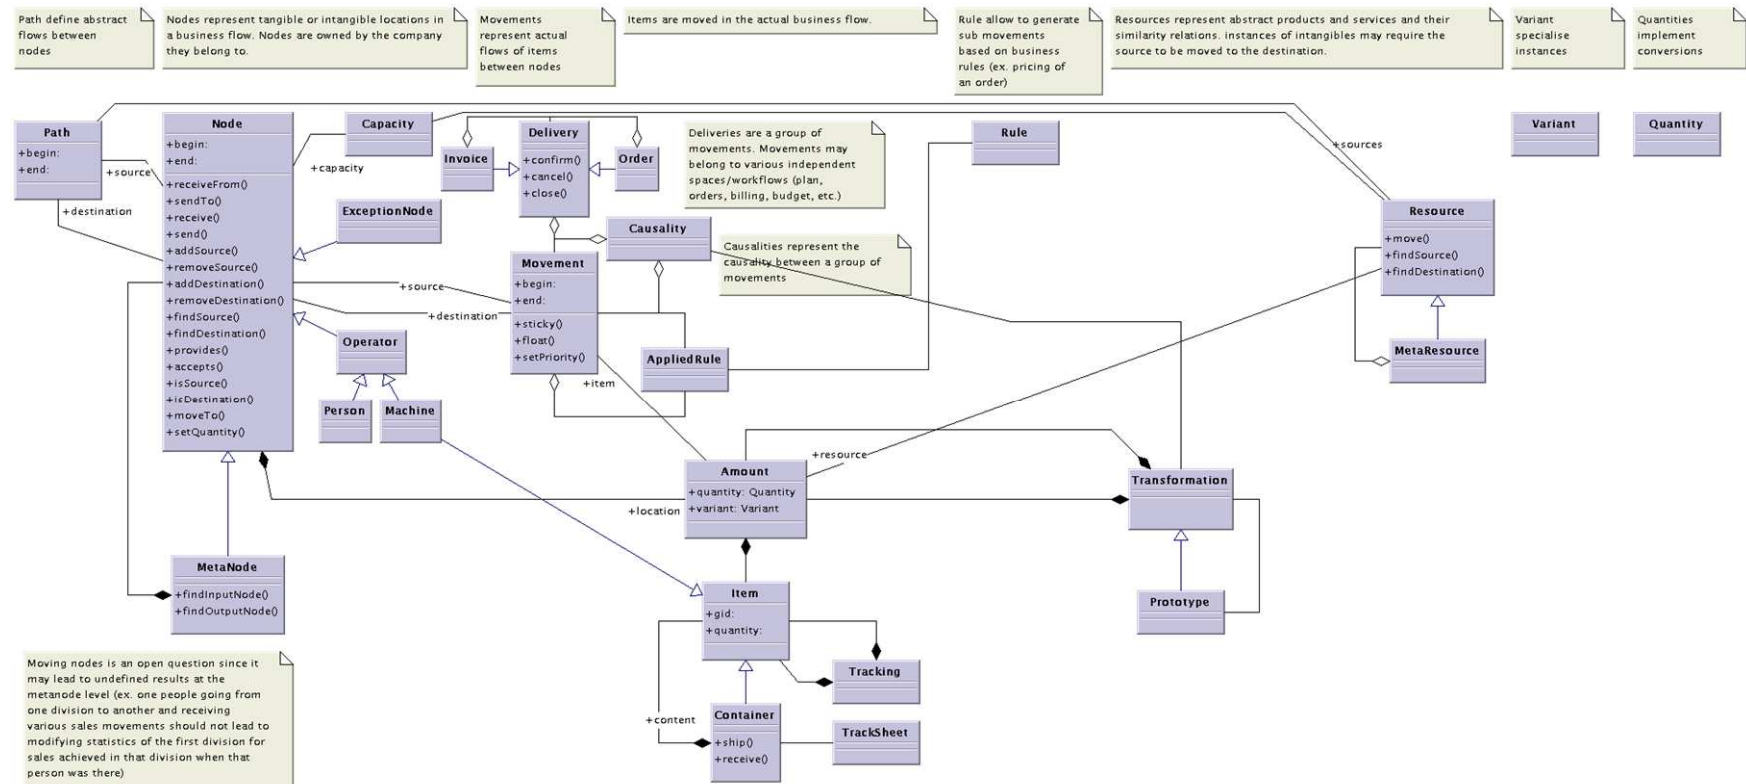 Path define abstract
flows between
nodes
Nodes represent tangible or intangible locations in
a business flow. Nodes are owned by the company
they belong to.
Movements
represent actual
flows of items
between nodes
Items are moved in the actual business flow.
Rule allow to generate
sub movements
based on business
rules (ex. pricing of
an order)
Resources represent abstract products and services and their
similarity relations. instances of intangibles may require the
source to be moved to the destination.
Variant
specialise
instances
Quantities
implement
conversions
Path
+begin:
+end:
+source
+destination
Node
+begin:
+end:
+receiveFrom()
+sendTo()
+receive()
+send()
+addSource()
+removeSource()
+addDestination()
+removeDestination()
+findSource()
+findDestination()
+provides()
+accepts()
+isSource()
+isDestination()
+moveTo()
+setQuantity()
Capacity
+capacity
Invoice
Delivery
+confirm()
+cancel()
+close()
Order
Deliveries are a group of
movements. Movements may
belong to various independent
spaces/workflows (plan,
orders, billing, budget, etc.)
Rule
+sources
Variant
Quantity
ExceptionNode
Causality
Causalities represent the
causality between a group of
movements
Resource
+move()
+findSource()
+findDestination()
Movement
+begin:
+end:
+sticky()
+float()
+setPriority()
+source
+destination
Operator
Person
Machine
+item
AppliedRule
MetaResource
+resource
Amount
+quantity: Quantity
+variant: Variant
+location
Transformation
Prototype
MetaNode
+findInputNode()
+findOutputNode()
Item
+gid:
+quantity:
Tracking
+content
Container
+ship()
+receive()
TrackSheet
Moving nodes is an open question since it
may lead to undefined results at the
metanode level (ex. one people going from
one division to another and receiving
various sales movements should not lead to
modifying statistics of the first division for
sales achieved in that division when that
person was there)